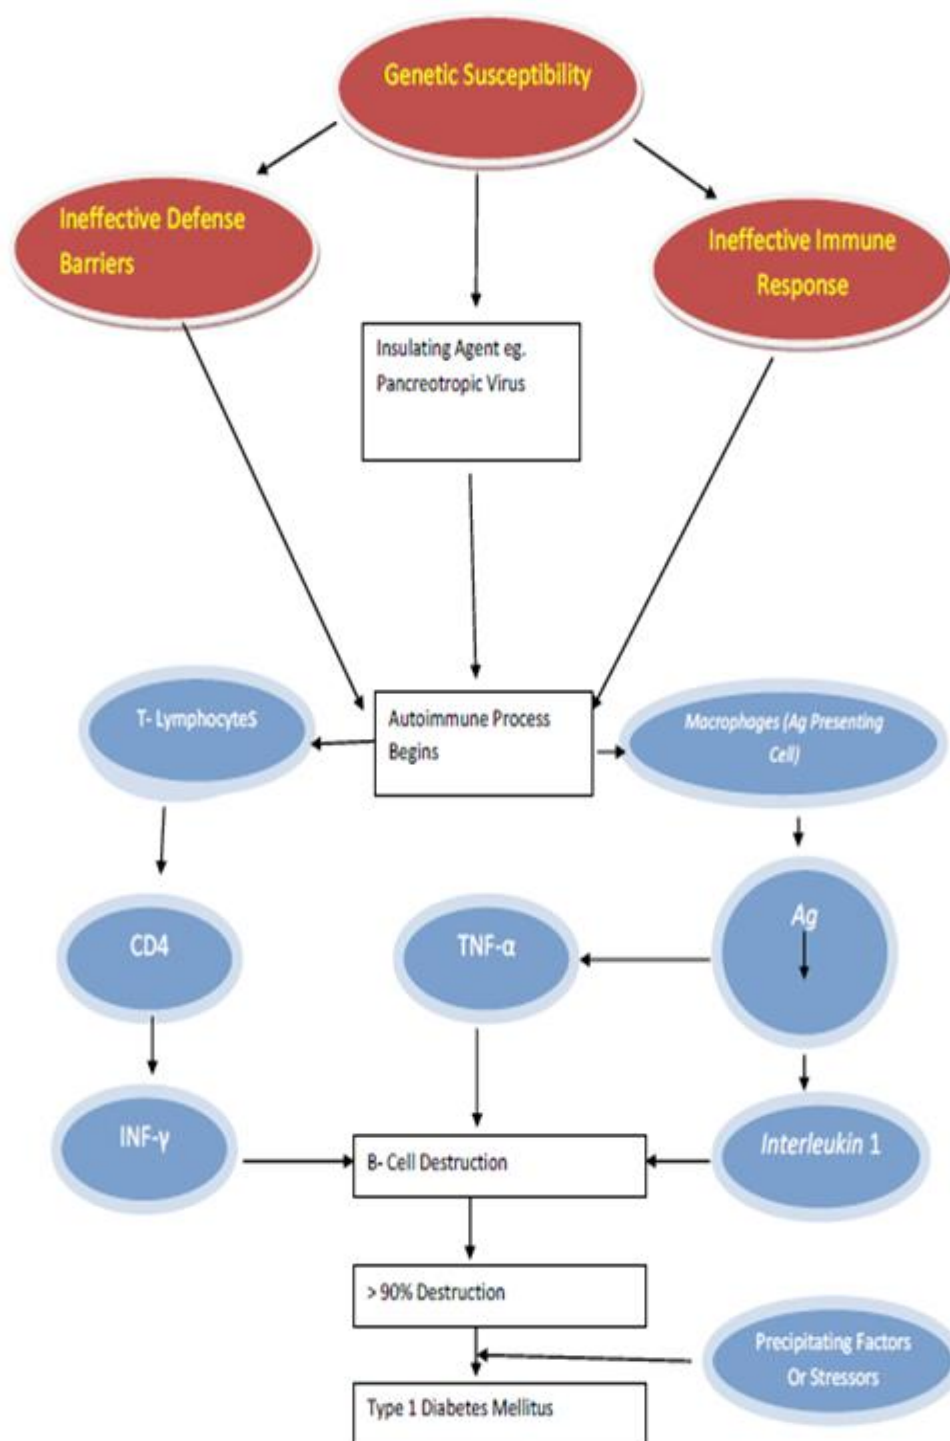 Genetic Susceptibility
Ineffective Defense
Barriers
Ineffective Immune
Response
Insulating Agent eg.
Pancreotropic Virus
T- LymphocyteS
Autoimmune Process
Begins
Macrophages (Ag Presenting
Cell)
CD4
TNF-α
Ag
INF-γ
B- Cell Destruction
Interleukin 1
> 90% Destruction
Precipitating Factors
Or Stressors
Type 1 Diabetes Mellitus